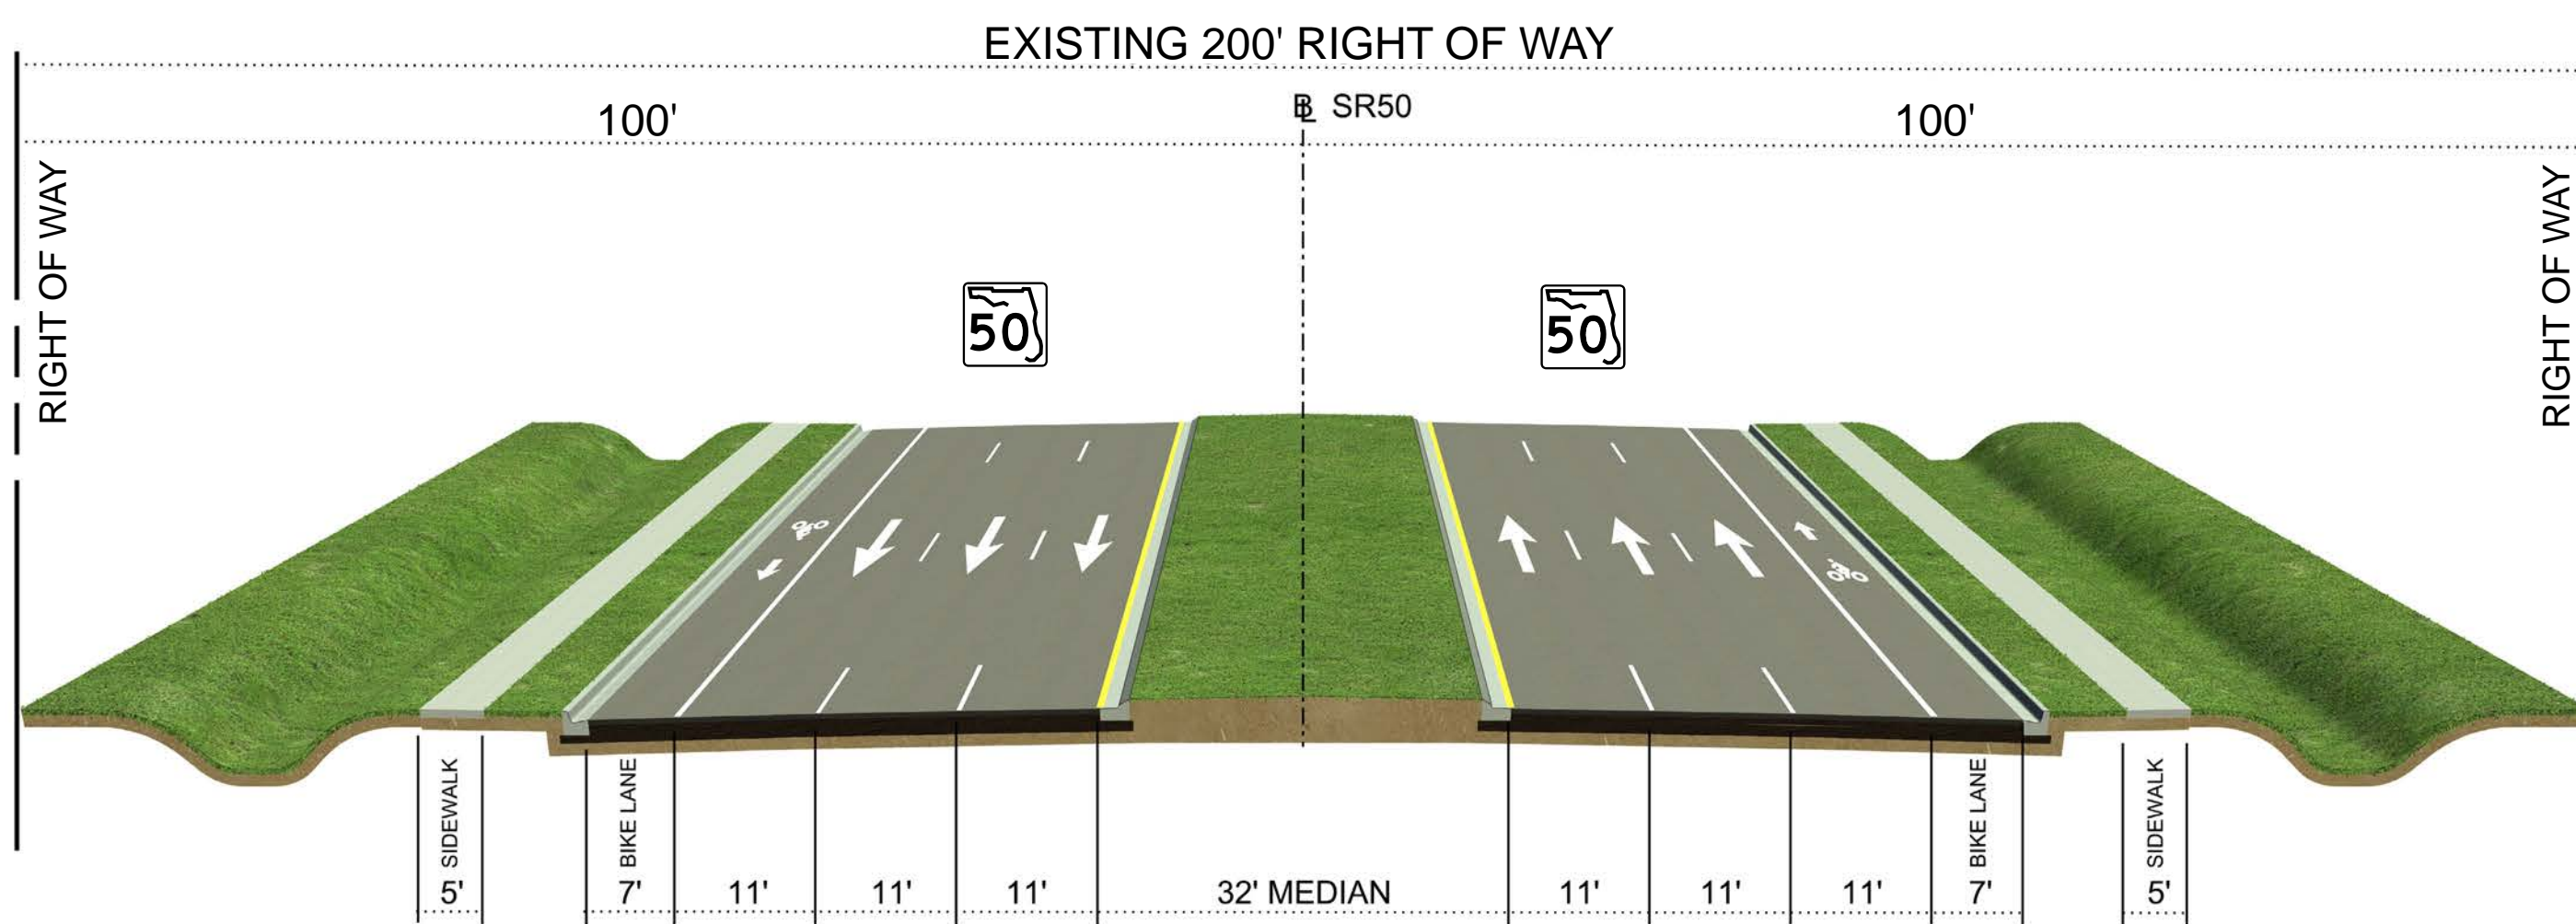 EXISTING 200' RIGHT OF WAY
100'
BL SR50
100'
RIGHT OF WAY
RIGHT OF WAY
50
50
SIDEWALK
BIKE LANE
BIKE LANE
SIDEWALK
5'
7'
11'
11'
11'
32' MEDIAN
11'
11'
11'
7'
5'